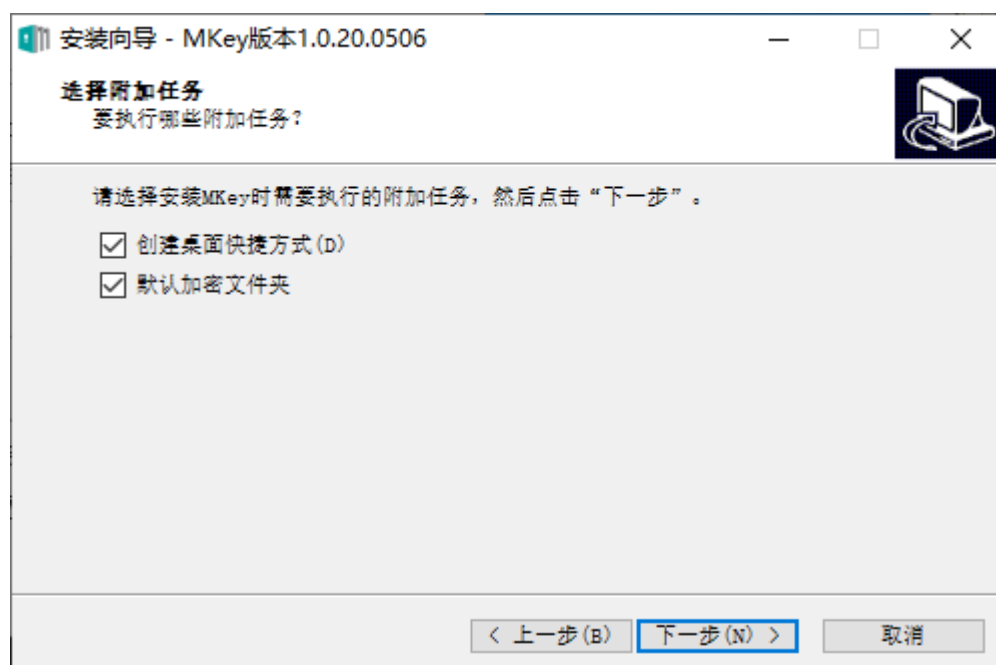 安装向导 - MKey版本1.0.20.0506
选择附加任务
要执行哪些附加任务?
请选择安装MKey时需要执行的附加任务，然后点击“下一步”。
创建桌面快捷方式(D)
默认加密文件夹
< 上一步(B)
下一步(N) >
取消